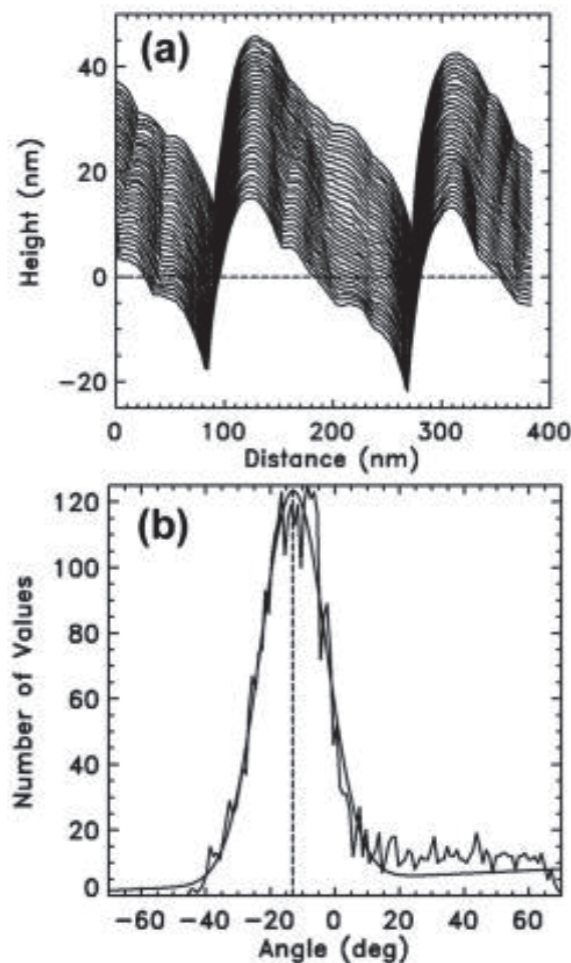 (a)
40
20
0
−20
Height (nm)
0 100 200 300 400
Distance (nm)
(b)
120
100
80
60
40
20
0
Number of Values
−60 −40 −20 0 20 40 60
Angle (deg)